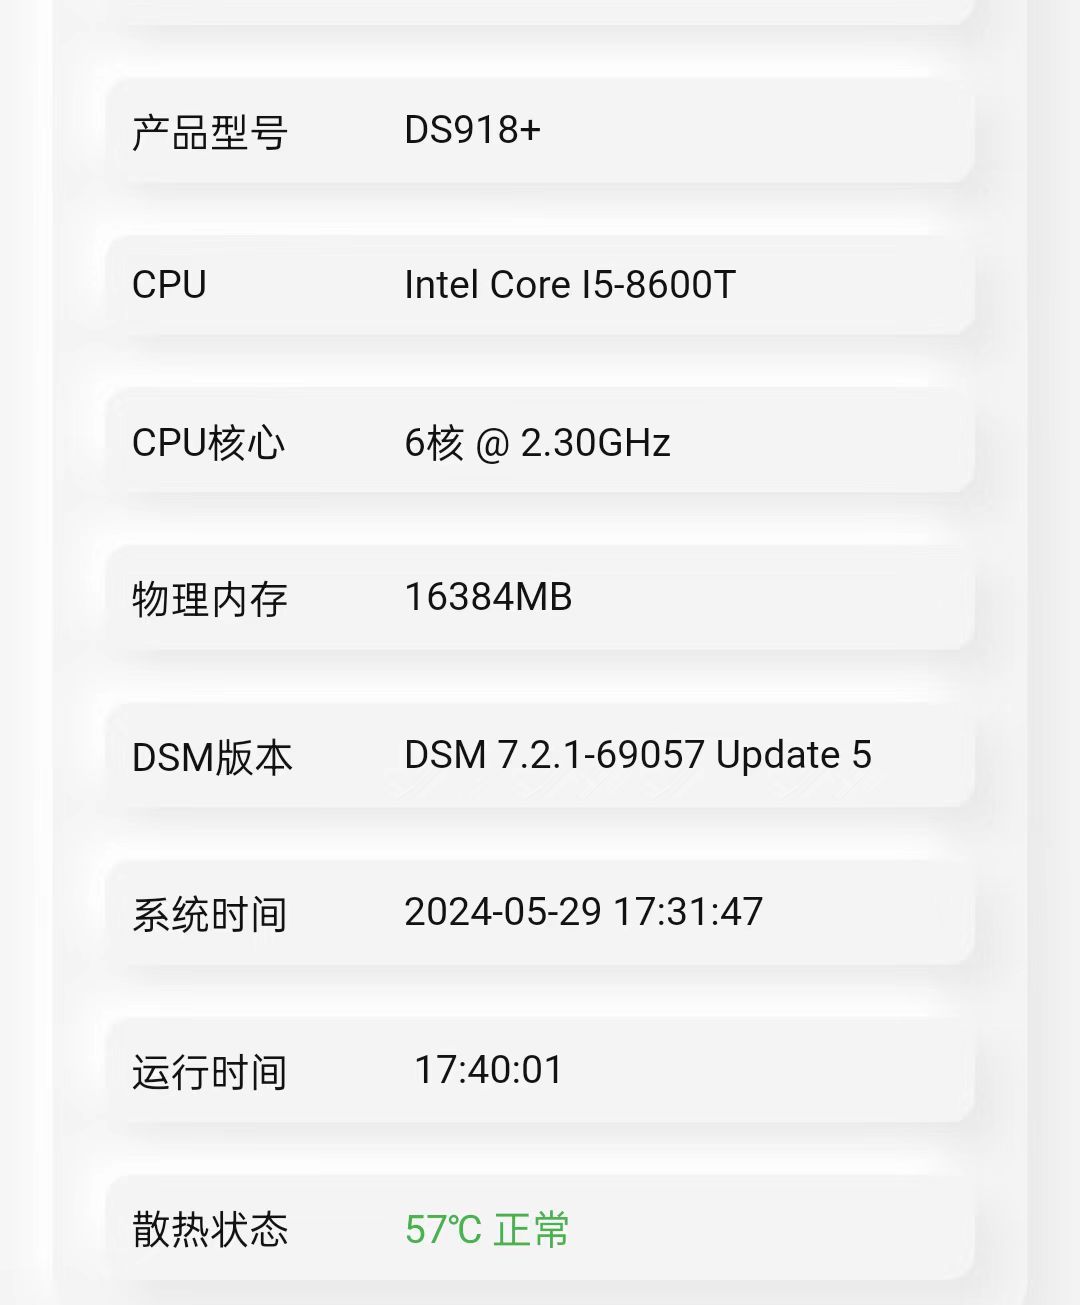 产品型号 DS918+
CPU Intel Core I5-8600T
CPU核心 6核 @ 2.30GHz
物理内存 16384MB
DSM版本 DSM 7.2.1-69057 Update 5
系统时间 2024-05-29 17:31:47
运行时间 17:40:01
散热状态 57℃ 正常